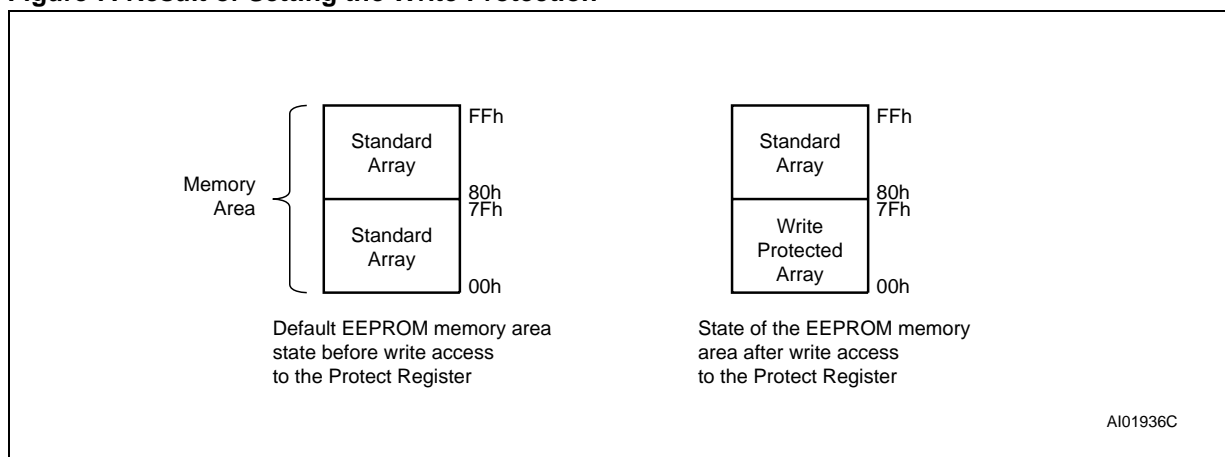 Figure Result of Setting the Write Protection
FFh
Standard
Array
80h
Memory
Area
7Fh
Standard
Array
00h
Default EEPROM memory area
state before write access
to the Protect Register
FFh
Standard
Array
80h
7Fh
Write
Protected
Array
00h
State of the EEPROM memory
area after write access
to the Protect Register
AI01936C